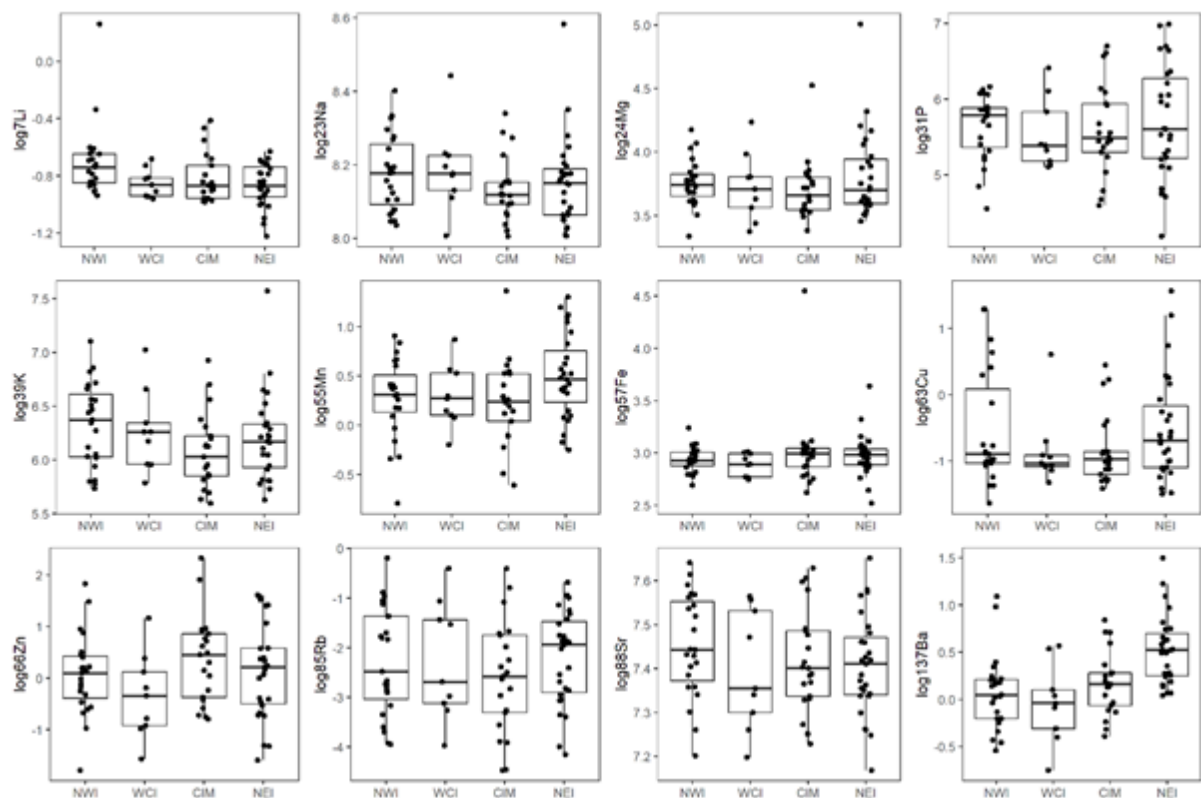 log7Li
0.0
-0.4
-0.8
-1.2
NWI WCI CIM NEI
log23Na
8.6
8.4
8.2
8.0
NWI WCI CIM NEI
log24Mg
5.0
4.5
4.0
3.5
NWI WCI CIM NEI
log31P
7
6
5
NWI WCI CIM NEI
log39K
7.5
7.0
6.5
6.0
5.5
NWI WCI CIM NEI
log55Mn
1.0
0.5
0.0
-0.5
NWI WCI CIM NEI
log57Fe
4.5
4.0
3.5
3.0
2.5
NWI WCI CIM NEI
log63Cu
1
0
-1
NWI WCI CIM NEI
log66Zn
2
1
0
-1
NWI WCI CIM NEI
log85Rb
0
-1
-2
-3
-4
NWI WCI CIM NEI
log88Sr
7.6
7.5
7.4
7.3
7.2
NWI WCI CIM NEI
log137Ba
1.5
1.0
0.5
0.0
-0.5
NWI WCI CIM NEI